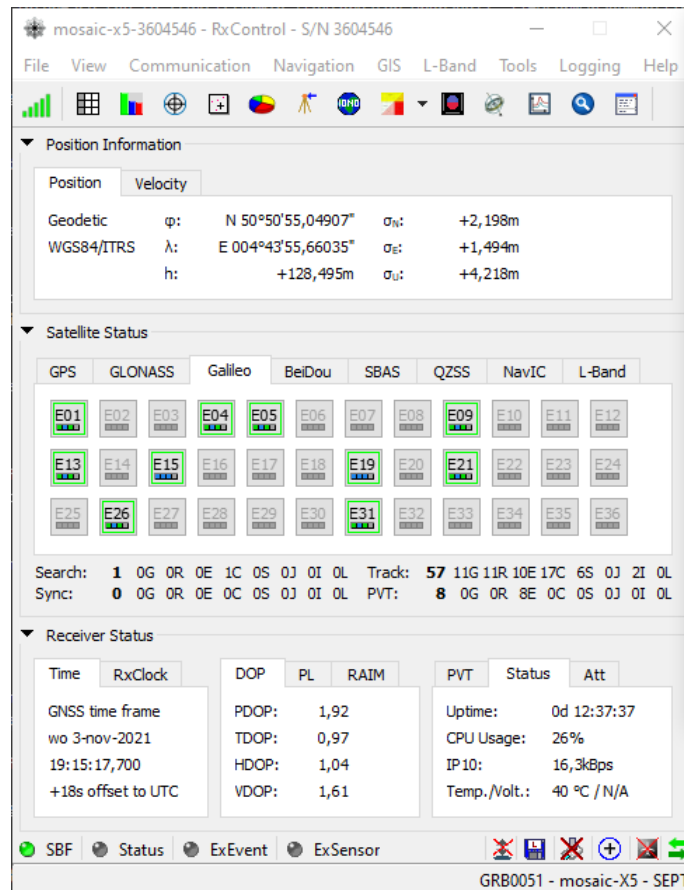 mosaic-x5-3604546 - RxControl - S/N 3604546
File View Communication Navigation GIS L-Band Tools Logging Help
IONO
Position Information
Position Velocity
Geodetic φ: N 50°50'55,04907" σN: +2,198m
WGS84/ITRS λ: E 004°43'55,66035" σE: +1,494m
h: +128,495m σU: +4,218m
Satellite Status
GPS GLONASS Galileo BeiDou SBAS QZSS NavIC L-Band
E01 E02 E03 E04 E05 E06 E07 E08 E09 E10 E11 E12
E13 E14 E15 E16 E17 E18 E19 E20 E21 E22 E23 E24
E25 E26 E27 E28 E29 E30 E31 E32 E33 E34 E35 E36
Search: 1 0G 0R 0E 1C 0S 0J 0I 0L Track: 57 11G 11R 10E 17C 6S 0J 2I 0L
Sync: 0 0G 0R 0E 0C 0S 0J 0I 0L PVT: 8 0G 0R 8E 0C 0S 0J 0I 0L
Receiver Status
Time RxClock DOP PL RAIM PVT Status Att
GNSS time frame PDOP: 1,92 Uptime: 0d 12:37:37
wo 3-nov-2021 TDOP: 0,97 CPU Usage: 26%
19:15:17,700 HDOP: 1,04 IP10: 16,3kBps
+18s offset to UTC VDOP: 1,61 Temp./Volt.: 40 °C / N/A
SBF Status ExEvent ExSensor
GRB0051 - mosaic-X5 - SEPT